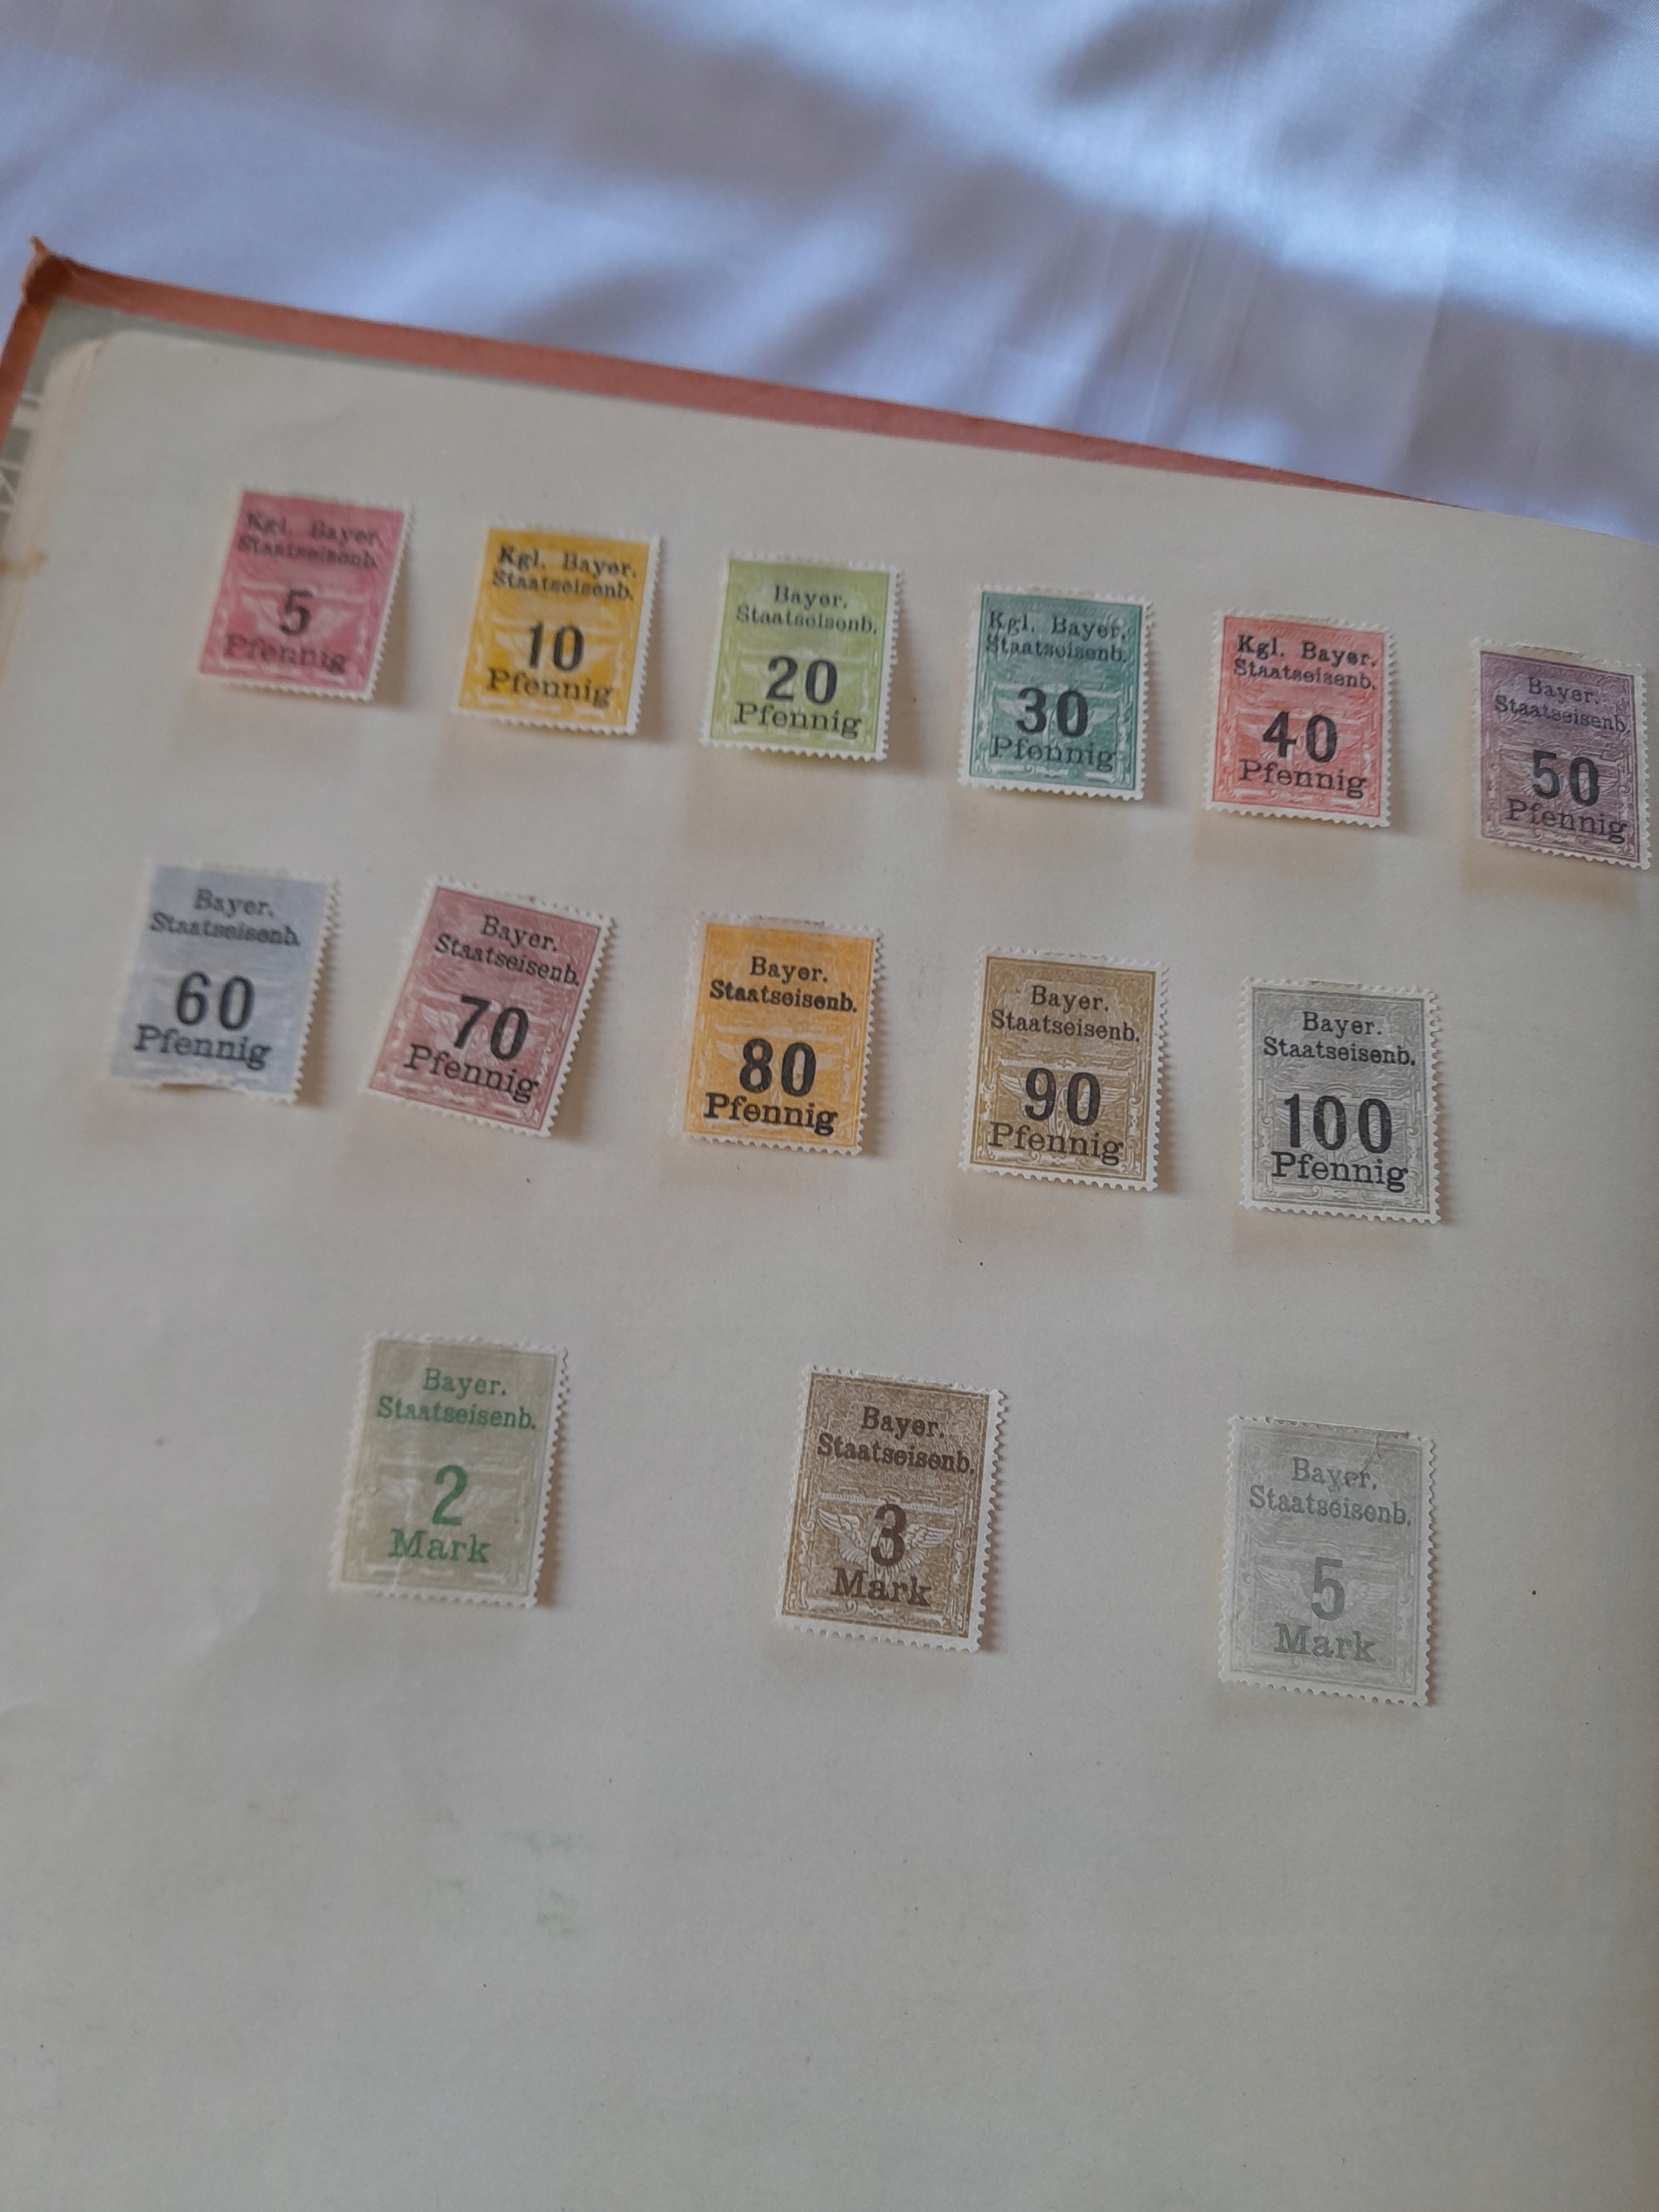 Kgl. Bayer.
Staatseisenb.
5
Pfennig
Kgl. Bayer.
Staatseisenb.
10
Pfennig
Bayer.
Staatseisenb.
20
Pfennig
Kgl. Bayer.
Staatseisenb.
30
Pfennig
Kgl. Bayer.
Staatseisenb.
40
Pfennig
Bayer.
Staatseisenb.
50
Pfennig
Bayer.
Staatseisenb.
60
Pfennig
Bayer.
Staatseisenb.
70
Pfennig
Bayer.
Staatseisenb.
80
Pfennig
Bayer.
Staatseisenb.
90
Pfennig
Bayer.
Staatseisenb.
100
Pfennig
Bayer.
Staatseisenb.
2
Mark
Bayer.
Staatseisenb.
3
Mark
Bayer.
Staatseisenb.
5
Mark